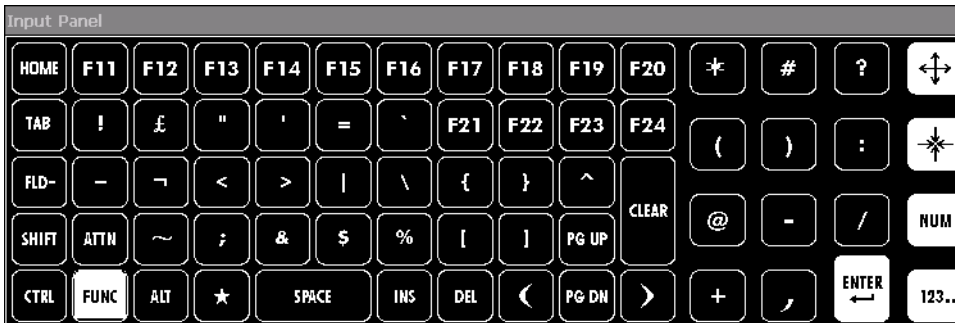 Input Panel
HOME F11 F12 F13 F14 F15 F16 F17 F18 F19 F20 * # ?
TAB ! £ " ' = ` F21 F22 F23 F24 ( ) :
FLD- – ¬ < > | \ { } ^ CLEAR
SHIFT ATTN ~ ; & $ % [ ] PG UP @ - / NUM
CTRL FUNC ALT ★ SPACE INS DEL ❮ PG DN ❯ + , ENTER 123..